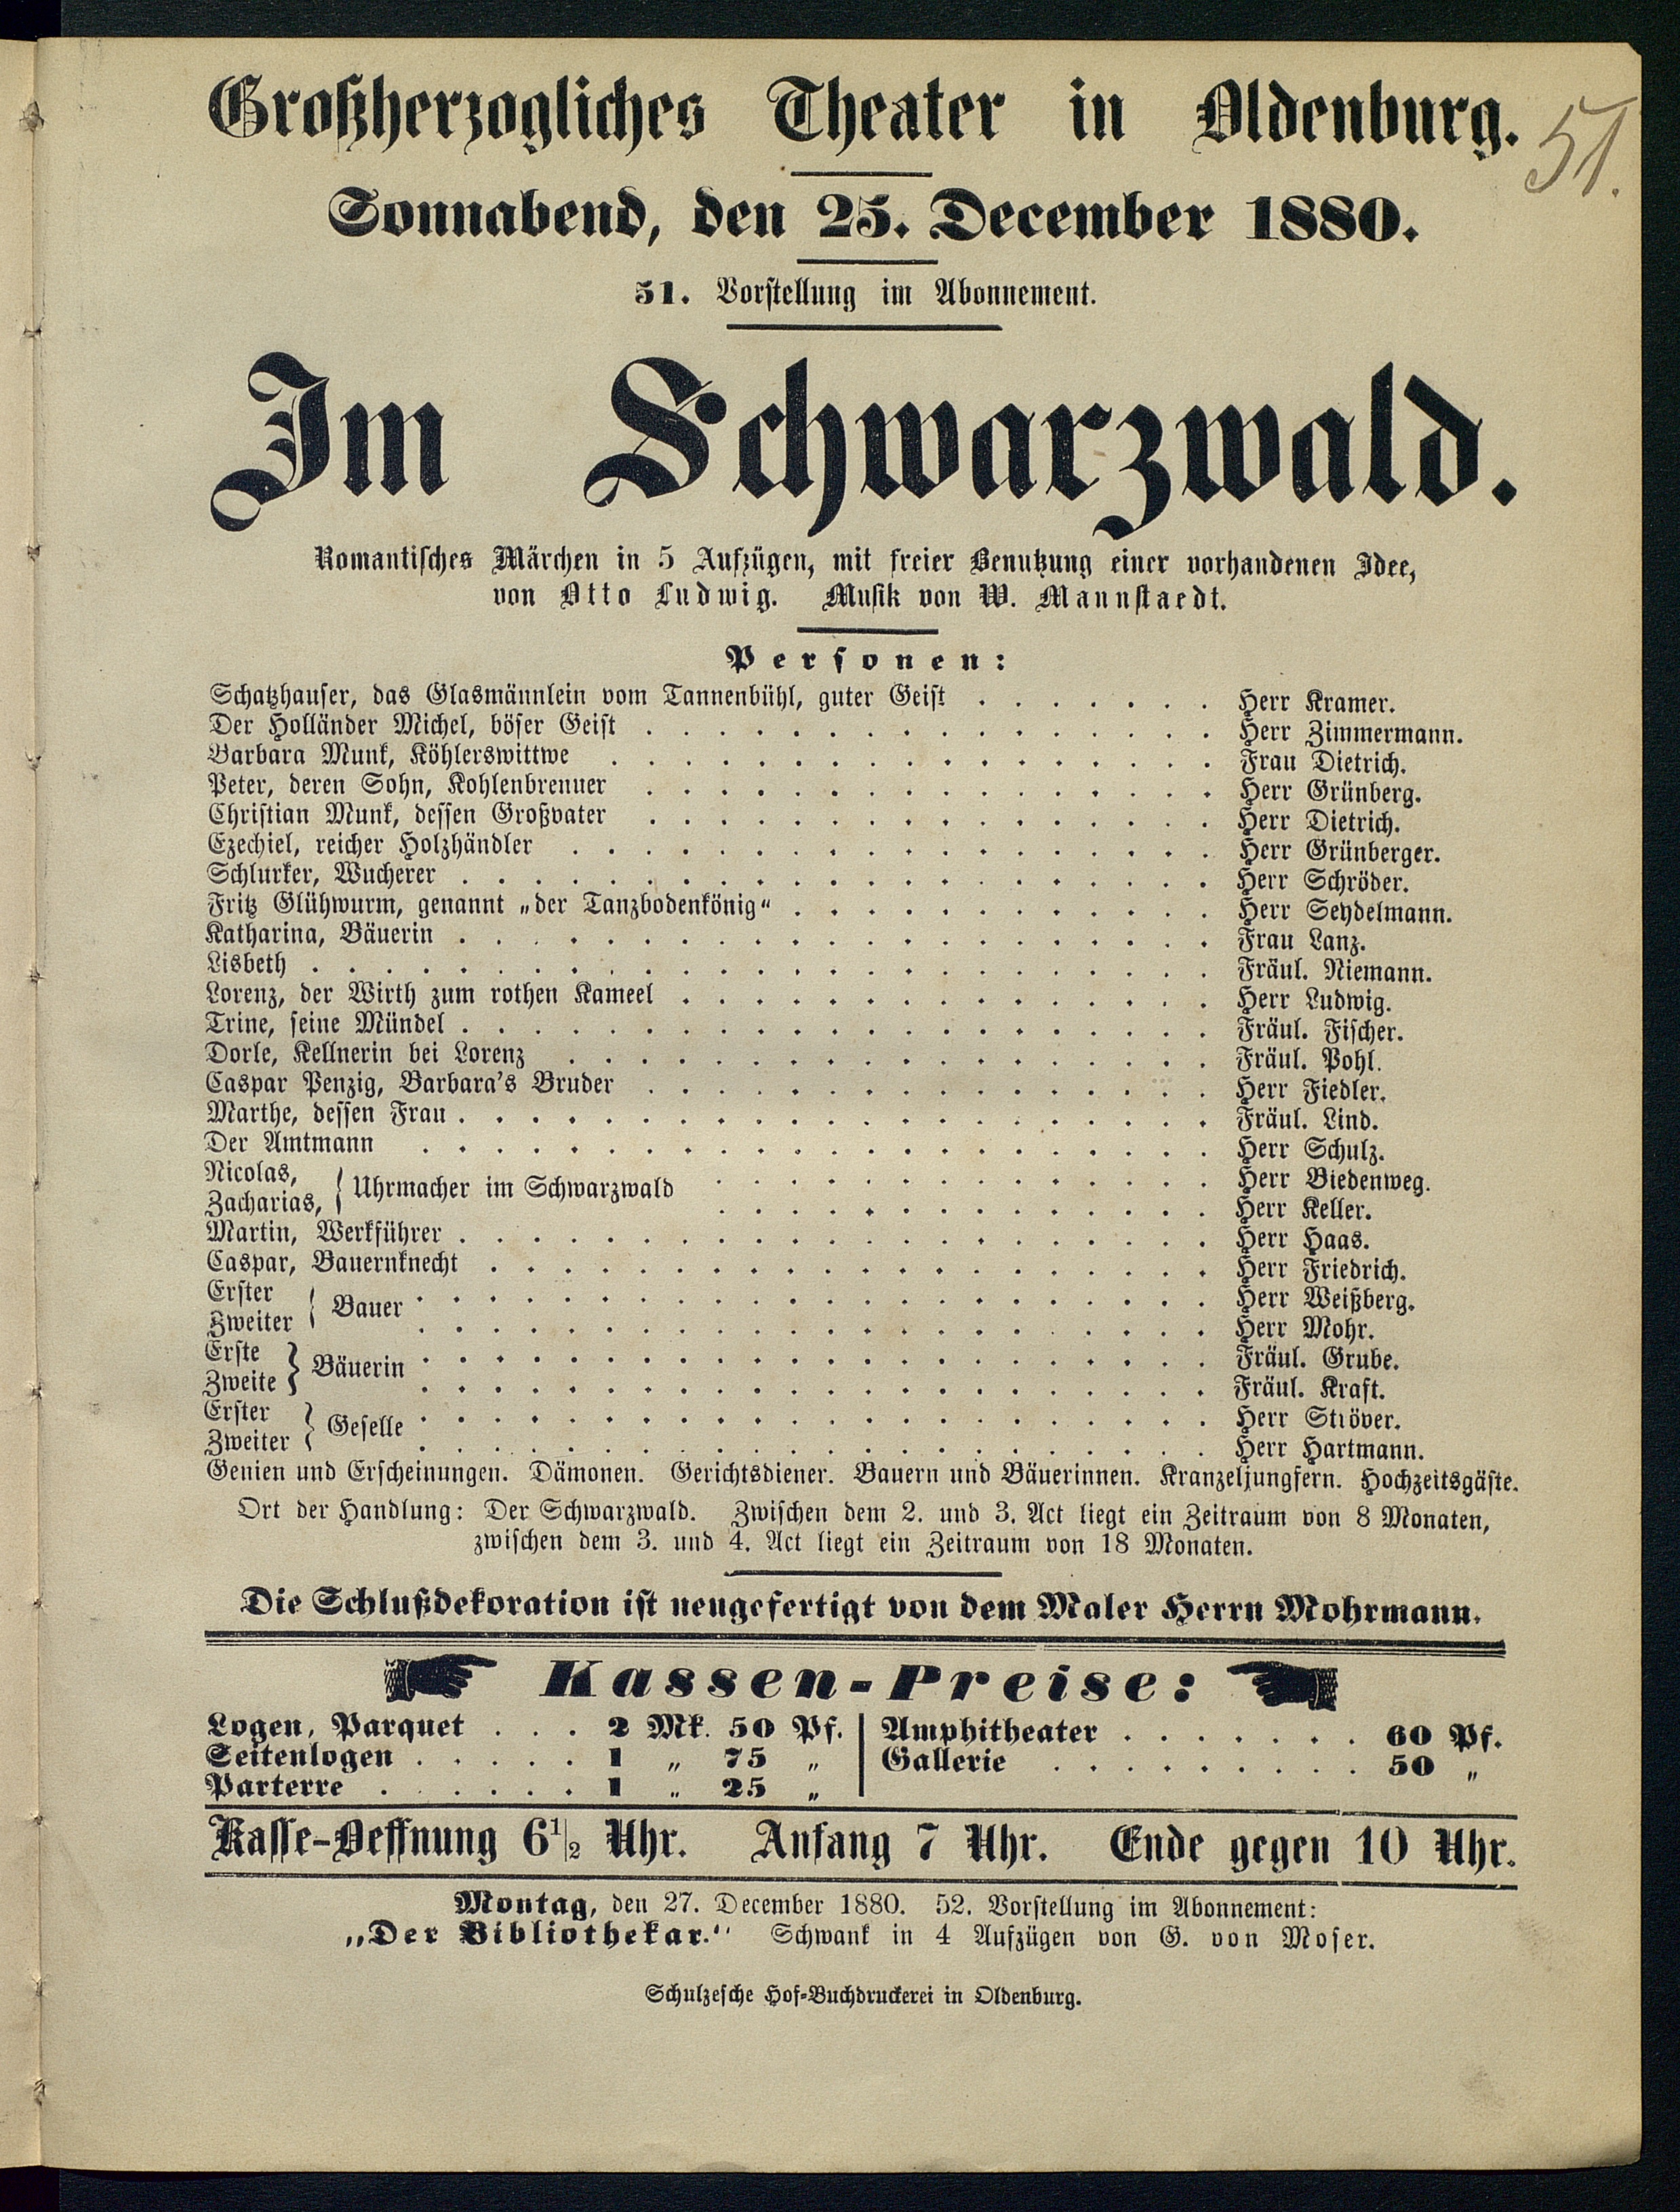 Großherzogliches Theater in Oldenburg.
51.
Sonnabend, den 25. December 1880.
51. Vorstellung im Abonnement.
Im Schwarzwald.
Romantisches Märchen in 5 Aufzügen, mit freier Benutzung einer vorhandenen Idee,
von Otto Ludwig. Musik von W. Mannstaedt.
Personen:
Schatzhauser, das Glasmännlein vom Tannenbühl, guter Geist . . . . . . . Herr Kramer.
Der Holländer Michel, böser Geist . . . . . . . Herr Zimmermann.
Barbara Munk, Köhlerswittwe . . . . . . . Frau Dietrich.
Peter, deren Sohn, Kohlenbrenner . . . . . . . Herr Grünberg.
Christian Munk, dessen Großvater . . . . . . . Herr Dietrich.
Ezechiel, reicher Holzhändler . . . . . . . Herr Grünberger.
Schlurker, Wucherer . . . . . . . Herr Schröder.
Fritz Glühwurm, genannt „der Tanzbodenkönig“ . . . . . . . Herr Seydelmann.
Katharina, Bäuerin . . . . . . . Frau Lanz.
Lisbeth . . . . . . . Fräul. Niemann.
Lorenz, der Wirth zum rothen Kameel . . . . . . . Herr Ludwig.
Trine, seine Mündel . . . . . . . Fräul. Fischer.
Dorle, Kellnerin bei Lorenz . . . . . . . Fräul. Pohl.
Caspar Penzig, Barbara's Bruder . . . . . . . Herr Fiedler.
Marthe, dessen Frau . . . . . . . Fräul. Lind.
Der Amtmann . . . . . . . Herr Schulz.
Nicolas, . . . . . . . Herr Biedenweg.
Uhrmacher im Schwarzwald
Zacharias, . . . . . . . Herr Keller.
Martin, Werkführer . . . . . . . Herr Haas.
Caspar, Bauernknecht . . . . . . . Herr Friedrich.
Erster . . . . . . . Herr Weißberg.
Bauer
Zweiter . . . . . . . Herr Mohr.
Erste . . . . . . . Fräul. Grube.
Bäuerin
Zweite . . . . . . . Fräul. Kraft.
Erster . . . . . . . Herr Ströver.
Geselle
Zweiter . . . . . . . Herr Hartmann.
Genien und Erscheinungen. Dämonen. Gerichtsdiener. Bauern und Bäuerinnen. Kranzeljungfern. Hochzeitsgäste.
Ort der Handlung: Der Schwarzwald. Zwischen dem 2. und 3. Act liegt ein Zeitraum von 8 Monaten,
zwischen dem 3. und 4. Act liegt ein Zeitraum von 18 Monaten.
Die Schlußdekoration ist neugefertigt von dem Maler Herrn Mohrmann.
Kassen-Preise:
Logen, Parquet . . . 2 Mk. 50 Pf. | Amphitheater . . . . . . . 60 Pf.
Seitenlogen . . . . . 1 „ 75 „ | Gallerie . . . . . . . . . 50 „
Parterre . . . . . . 1 „ 25 „
Kasse-Oeffnung 6 1/2 Uhr. Anfang 7 Uhr. Ende gegen 10 Uhr.
Montag, den 27. December 1880. 52. Vorstellung im Abonnement:
„Der Bibliothekar.“ Schwank in 4 Aufzügen von G. von Moser.
Schulzesche Hof-Buchdruckerei in Oldenburg.